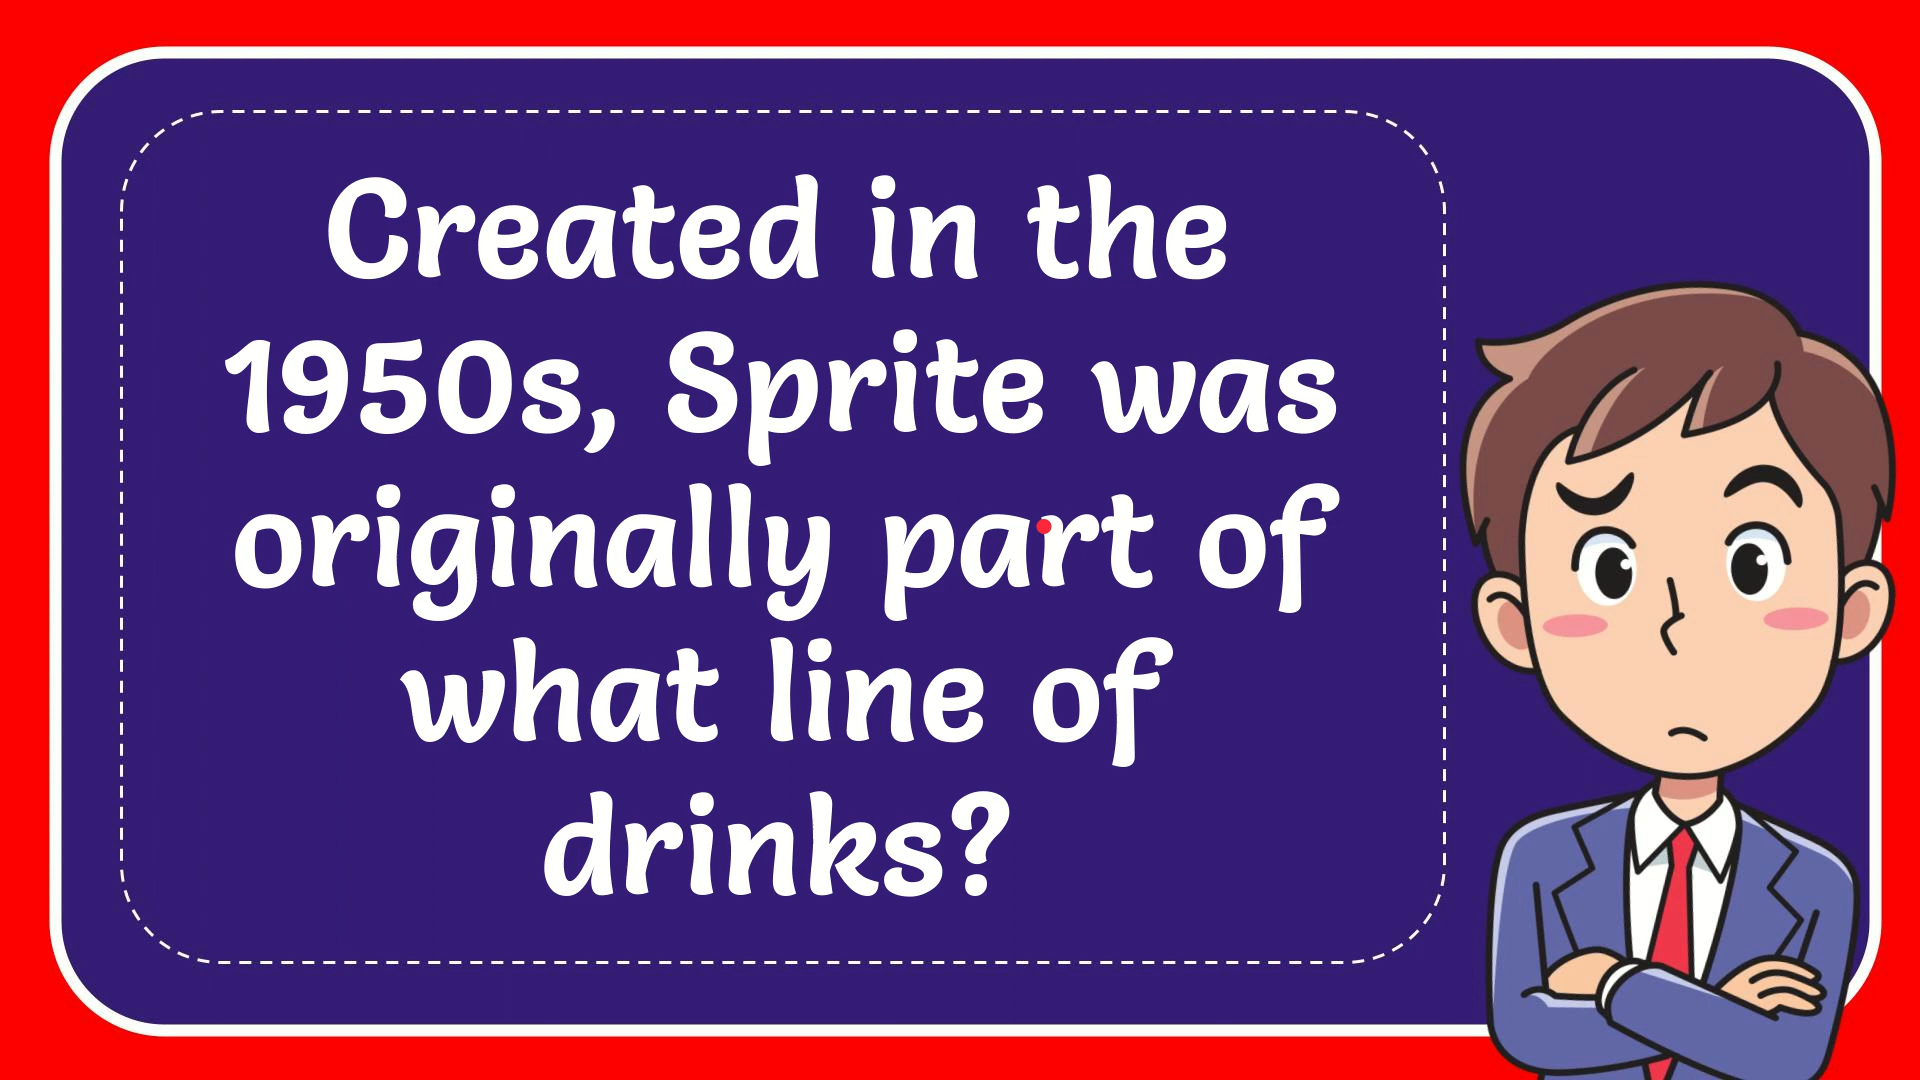 Created in the
1950s, Sprite was
originally part of
what line of
drinks?